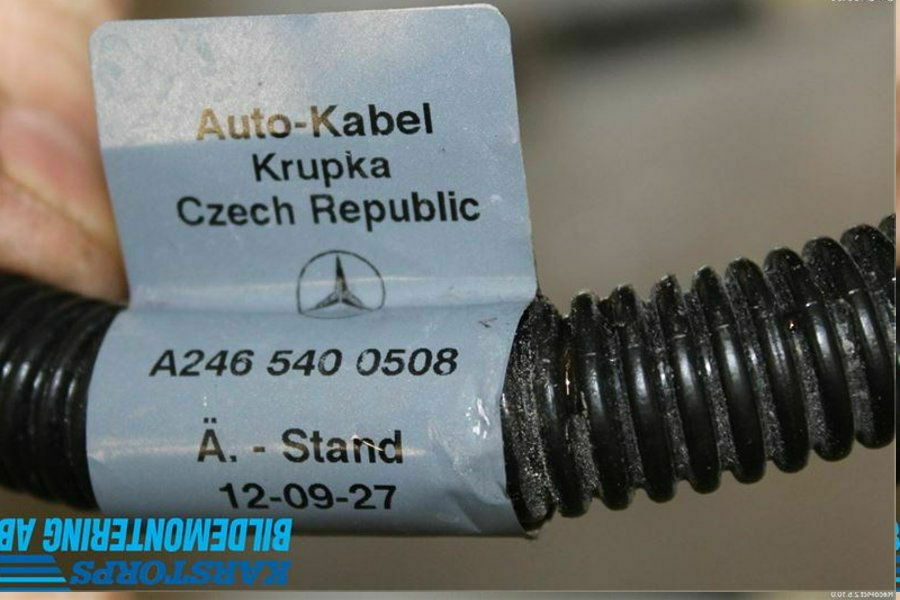 Auto-Kabel
Krupka
Czech Republic
A246 540 0508
Ä. - Stand
12-09-27
BILDEMONTERING AB
KARSTORPS